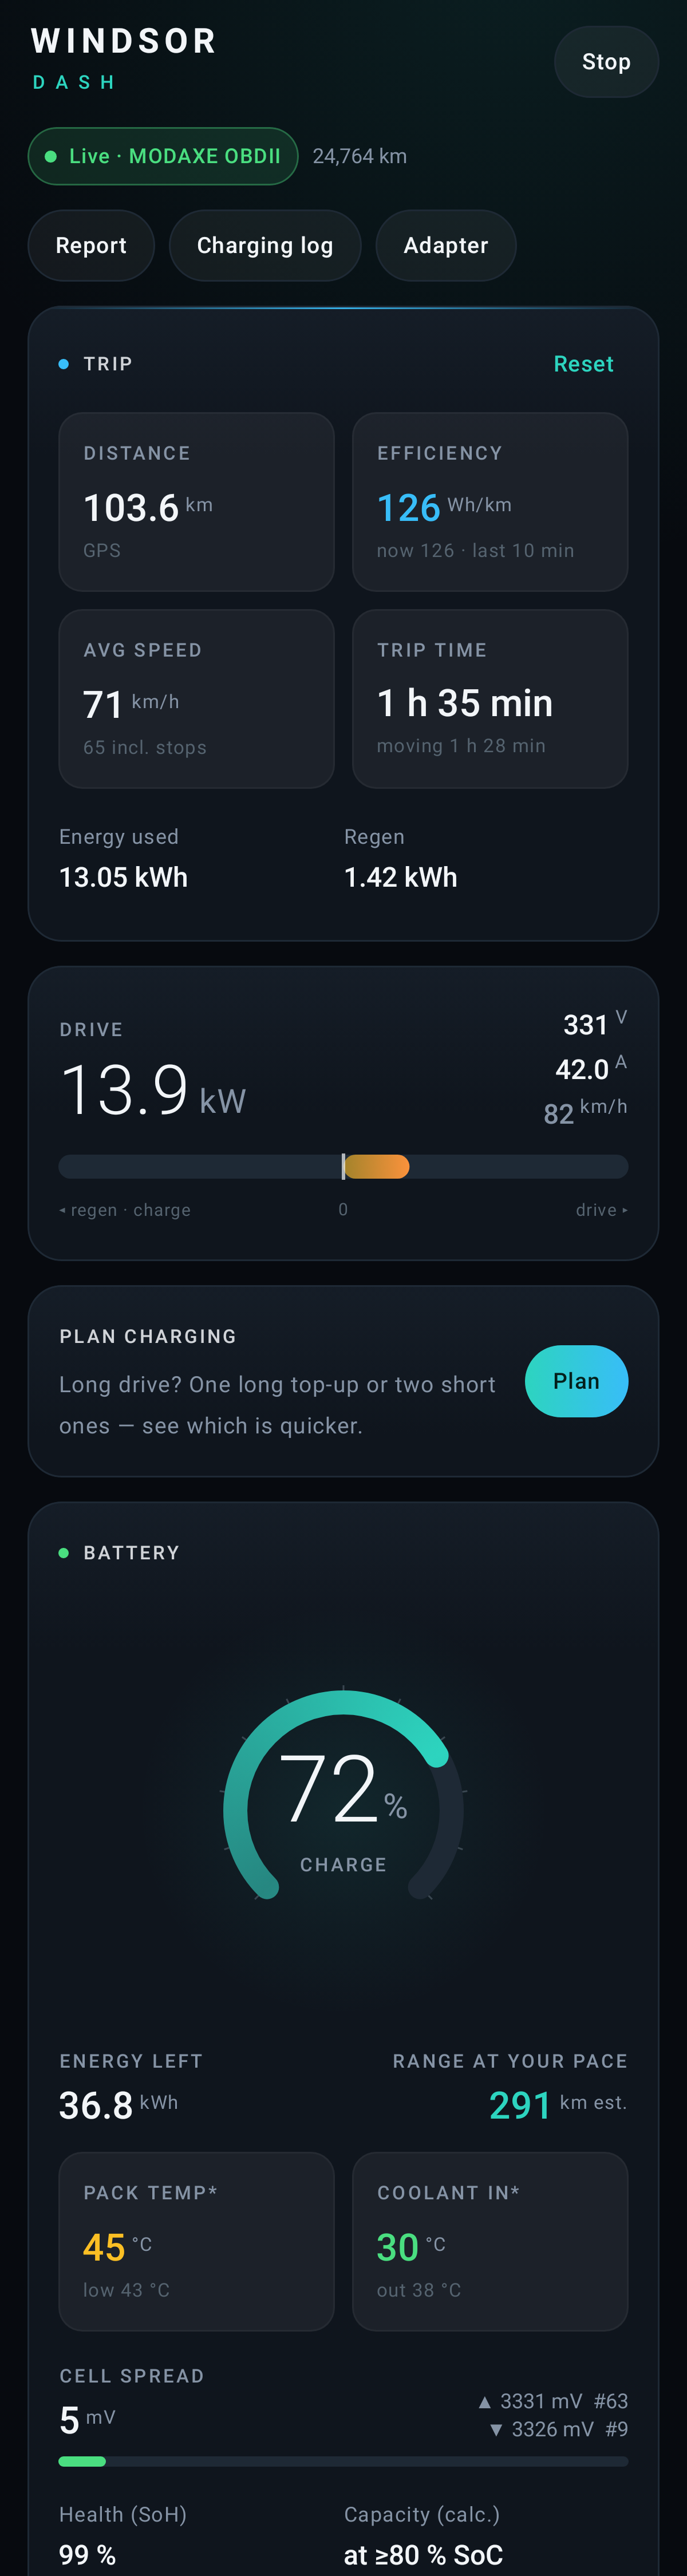 WINDSOR
DASH
Stop
Live · MODAXE OBDII
24,764 km
Report
Charging log
Adapter
TRIP
Reset
DISTANCE
103.6 km
GPS
EFFICIENCY
126 Wh/km
now 126 · last 10 min
AVG SPEED
71 km/h
65 incl. stops
TRIP TIME
1 h 35 min
moving 1 h 28 min
Energy used
13.05 kWh
Regen
1.42 kWh
DRIVE
13.9 kW
331 V
42.0 A
82 km/h
◂ regen · charge
0
drive ▸
PLAN CHARGING
Long drive? One long top-up or two short
ones — see which is quicker.
Plan
BATTERY
72%
CHARGE
ENERGY LEFT
36.8 kWh
RANGE AT YOUR PACE
291 km est.
PACK TEMP*
45 °C
low 43 °C
COOLANT IN*
30 °C
out 38 °C
CELL SPREAD
5 mV
▲ 3331 mV #63
▼ 3326 mV #9
Health (SoH)
99 %
Capacity (calc.)
at ≥80 % SoC